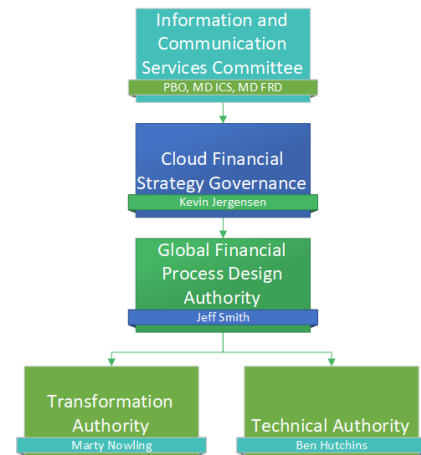 Information and
Communication
Services Committee
PBO, MD ICS, MD FRD
Cloud Financial
Strategy Governance
Kevin Jergensen
Global Financial
Process Design
Authority
Jeff Smith
Transformation
Authority
Marty Nowling
Technical Authority
Ben Hutchins